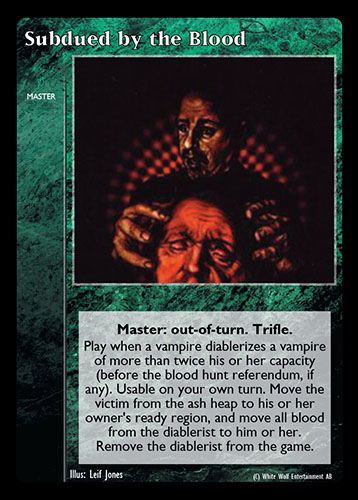 Subdued by the Blood
MASTER
Master: out-of-turn. Trifle.
Play when a vampire diablerizes a vampire
of more than twice his or her capacity
(before the blood hunt referendum, if
any). Usable on your own turn. Move the
victim from the ash heap to his or her
owner's ready region, and move all blood
from the diablerist to him or her.
Remove the diablerist from the game.
Illus: Leif Jones
(C) White Wolf Entertainment AB